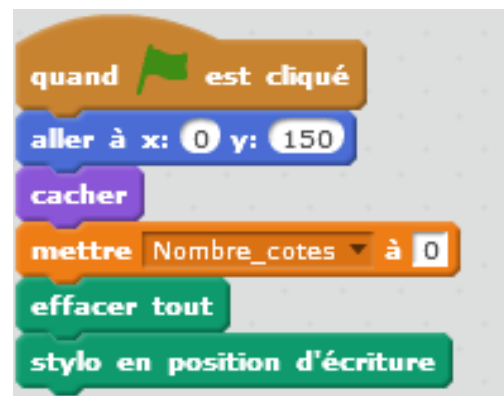 quand est cliqué
aller à x: 0 y: 150
cacher
mettre Nombre_cotes à 0
effacer tout
stylo en position d'écriture